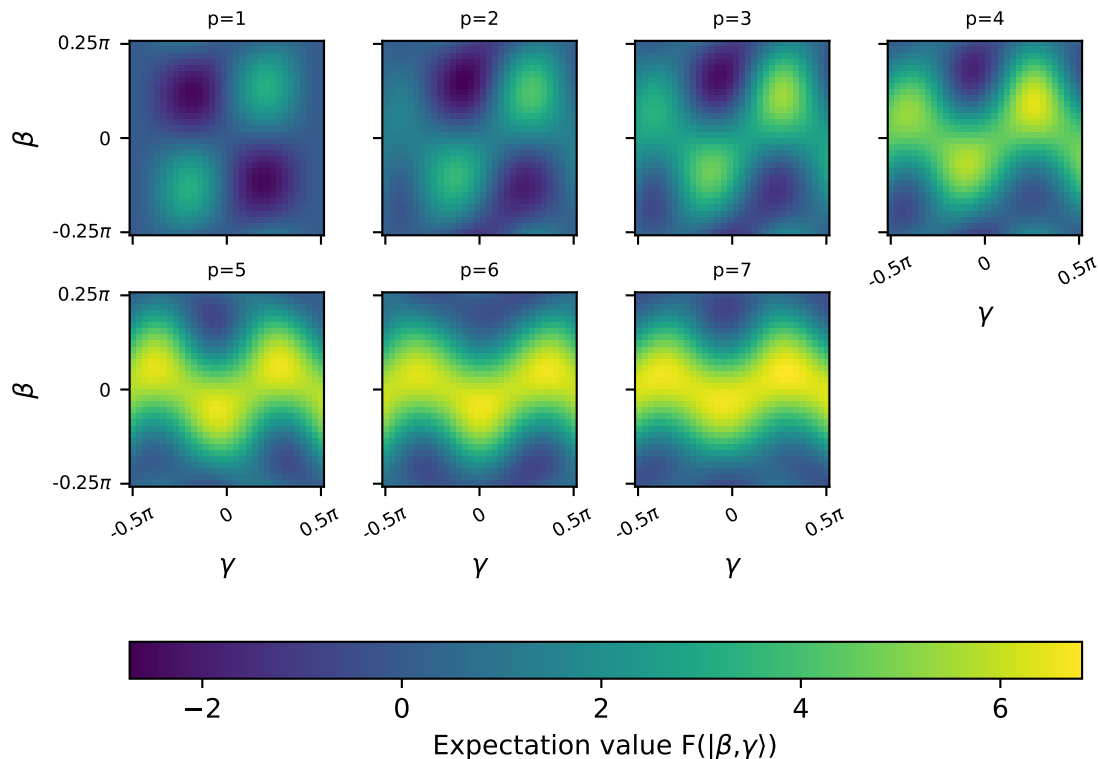 p=1 p=2 p=3 p=4
0.25π
β 0
-0.25π
-0.5π 0 0.5π
γ
p=5 p=6 p=7
0.25π
β 0
-0.25π
-0.5π 0 0.5π -0.5π 0 0.5π -0.5π 0 0.5π
γ γ γ
−2 0 2 4 6
Expectation value F(|β,γ⟩)